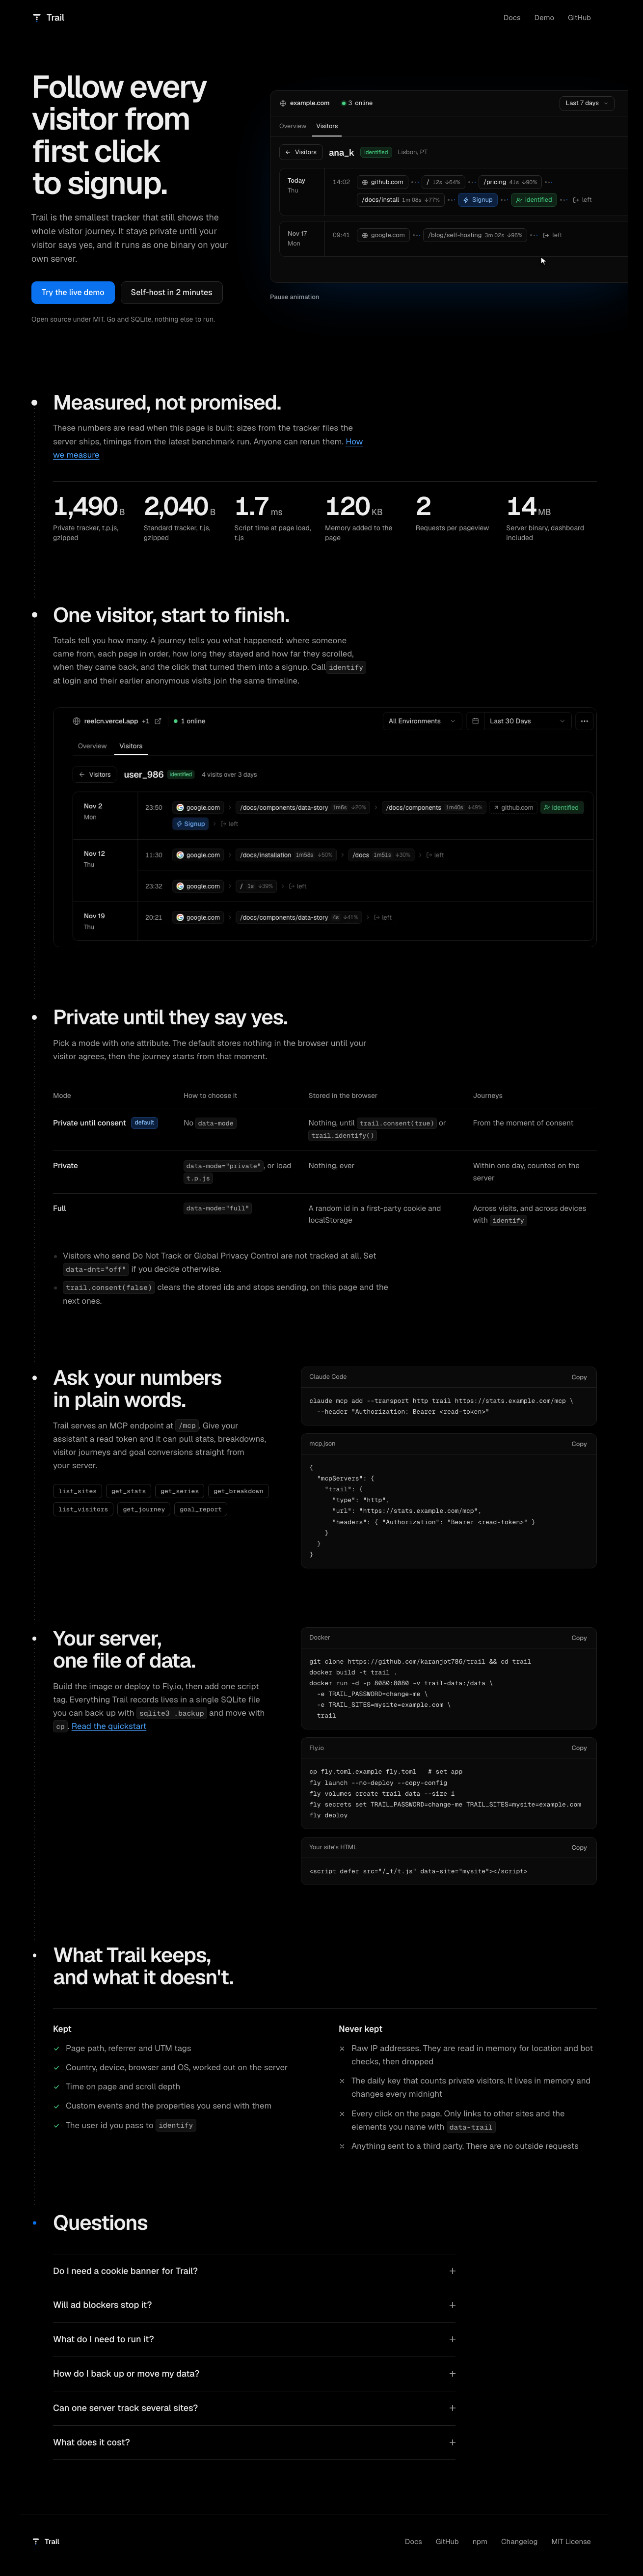 Trail
Docs Demo GitHub
Follow every
visitor from
first click
to signup.
Trail is the smallest tracker that still shows the
whole visitor journey. It stays private until your
visitor says yes, and it runs as one binary on your
own server.
Try the live demo
Self-host in 2 minutes
Open source under MIT. Go and SQLite, nothing else to run.
example.com 3 online Last 7 days
Overview Visitors
Visitors ana_k identified Lisbon, PT
Today 14:02 github.com / 12s ↓64% /pricing 41s ↓90%
Thu
/docs/install 1m 08s ↓77% Signup identified left
Nov 17 09:41 google.com /blog/self-hosting 3m 02s ↓96% left
Mon
Pause animation
Measured, not promised.
These numbers are read when this page is built: sizes from the tracker files the
server ships, timings from the latest benchmark run. Anyone can rerun them. How
we measure
1,490 B 2,040 B 1.7 ms 120 KB 2 14 MB
Private tracker, t.p.js, Standard tracker, t.js, Script time at page load, Memory added to the Requests per pageview Server binary, dashboard
gzipped gzipped t.js page included
One visitor, start to finish.
Totals tell you how many. A journey tells you what happened: where someone
came from, each page in order, how long they stayed and how far they scrolled,
when they came back, and the click that turned them into a signup. Call identify
at login and their earlier anonymous visits join the same timeline.
reelcn.vercel.app +1 1 online All Environments Last 30 Days
Overview Visitors
Visitors user_986 identified 4 visits over 3 days
Nov 2 23:50 google.com /docs/components/data-story 1m6s ↓20% /docs/components 1m40s ↓49% github.com identified
Mon
Signup left
Nov 12 11:30 google.com /docs/installation 1m58s ↓50% /docs 1m51s ↓30% left
Thu
23:32 google.com / 1s ↓39% left
Nov 19 20:21 google.com /docs/components/data-story 4s ↓41% left
Thu
Private until they say yes.
Pick a mode with one attribute. The default stores nothing in the browser until your
visitor agrees, then the journey starts from that moment.
Mode How to choose it Stored in the browser Journeys
Private until consent default No data-mode Nothing, until trail.consent(true) or From the moment of consent
trail.identify()
Private data-mode="private", or load Nothing, ever Within one day, counted on the
t.p.js server
Full data-mode="full" A random id in a first-party cookie and Across visits, and across devices
localStorage with identify
Visitors who send Do Not Track or Global Privacy Control are not tracked at all. Set
data-dnt="off" if you decide otherwise.
trail.consent(false) clears the stored ids and stops sending, on this page and the
next ones.
Ask your numbers
in plain words.
Trail serves an MCP endpoint at /mcp. Give your
assistant a read token and it can pull stats, breakdowns,
visitor journeys and goal conversions straight from
your server.
list_sites get_stats get_series get_breakdown
list_visitors get_journey goal_report
Claude Code Copy
claude mcp add --transport http trail https://stats.example.com/mcp \
--header "Authorization: Bearer <read-token>"
mcp.json Copy
{
"mcpServers": {
"trail": {
"type": "http",
"url": "https://stats.example.com/mcp",
"headers": { "Authorization": "Bearer <read-token>" }
}
}
}
Your server,
one file of data.
Build the image or deploy to Fly.io, then add one script
tag. Everything Trail records lives in a single SQLite file
you can back up with sqlite3 .backup and move with
cp. Read the quickstart
Docker Copy
git clone https://github.com/karanjot786/trail && cd trail
docker build -t trail .
docker run -d -p 8080:8080 -v trail-data:/data \
-e TRAIL_PASSWORD=change-me \
-e TRAIL_SITES=mysite=example.com \
trail
Fly.io Copy
cp fly.toml.example fly.toml # set app
fly launch --no-deploy --copy-config
fly volumes create trail_data --size 1
fly secrets set TRAIL_PASSWORD=change-me TRAIL_SITES=mysite=example.com
fly deploy
Your site's HTML Copy
<script defer src="/_t/t.js" data-site="mysite"></script>
What Trail keeps,
and what it doesn't.
Kept
Page path, referrer and UTM tags
Country, device, browser and OS, worked out on the server
Time on page and scroll depth
Custom events and the properties you send with them
The user id you pass to identify
Never kept
Raw IP addresses. They are read in memory for location and bot
checks, then dropped
The daily key that counts private visitors. It lives in memory and
changes every midnight
Every click on the page. Only links to other sites and the
elements you name with data-trail
Anything sent to a third party. There are no outside requests
Questions
Do I need a cookie banner for Trail? +
Will ad blockers stop it? +
What do I need to run it? +
How do I back up or move my data? +
Can one server track several sites? +
What does it cost? +
Trail
Docs GitHub npm Changelog MIT License